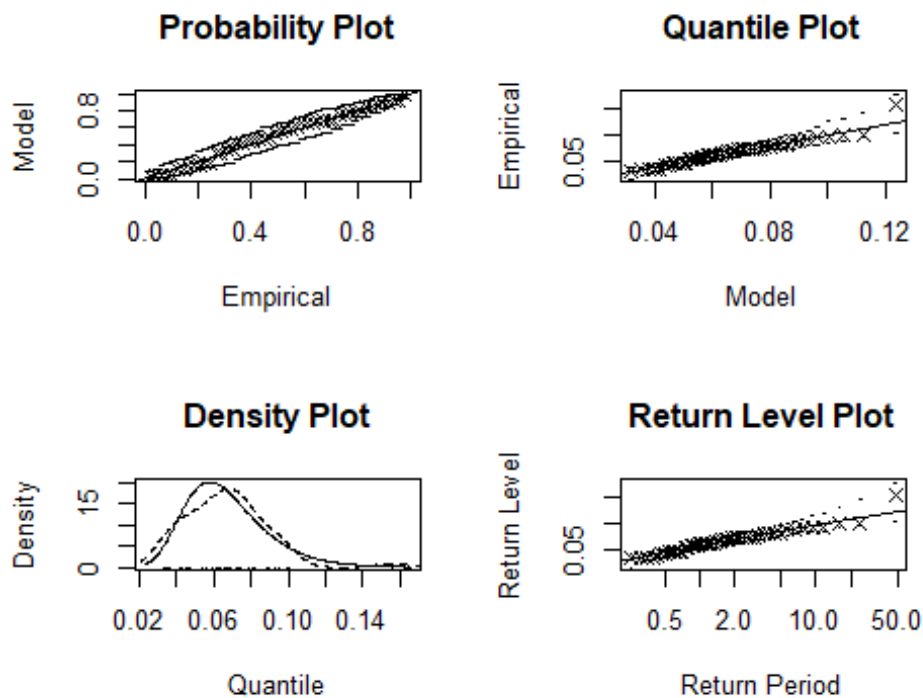 Probability Plot
Model
0.0 0.8
0.0 0.4 0.8
Empirical
Quantile Plot
Empirical
0.05
0.04 0.08 0.12
Model
Density Plot
Density
0 15
0.02 0.06 0.10 0.14
Quantile
Return Level Plot
Return Level
0.05
0.5 2.0 10.0 50.0
Return Period